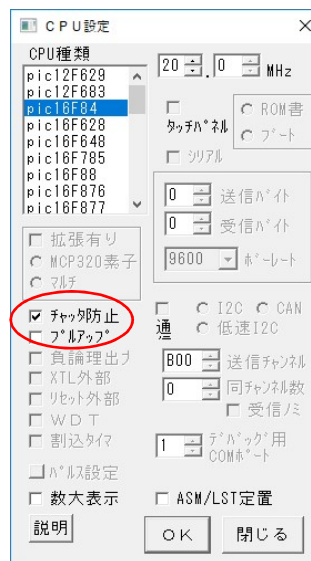 CPU設定
CPU種類
pic12F629
pic12F683
pic16F84
pic16F628
pic16F648
pic16F785
pic16F88
pic16F876
pic16F877
20 . 0 MHz
タッチパネル
ROM書
ブート
シリアル
0 送信バイト
0 受信バイト
9600 ボーレート
拡張有り
MCP320素子
マルチ
チャッタ防止
プルアップ
負論理出力
XTL外部
リセット外部
WDT
割込タイマ
パルス設定
数大表示
説明
通
I2C CAN
低速I2C
B00 送信チャンネル
0 同チャンネル数
受信ノミ
1 デバッグ用
COMポート
ASM/LST定置
OK
閉じる